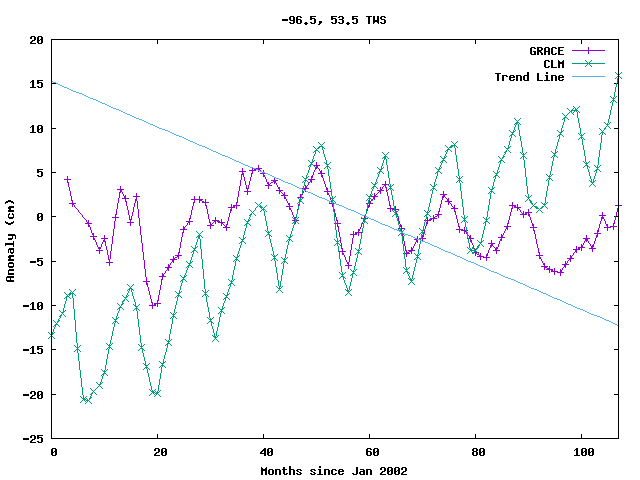 -96.5, 53.5 TWS
GRACE
CLM
Trend Line
20
15
10
5
0
-5
-10
-15
-20
-25
Anomaly (cm)
0 20 40 60 80 100
Months since Jan 2002